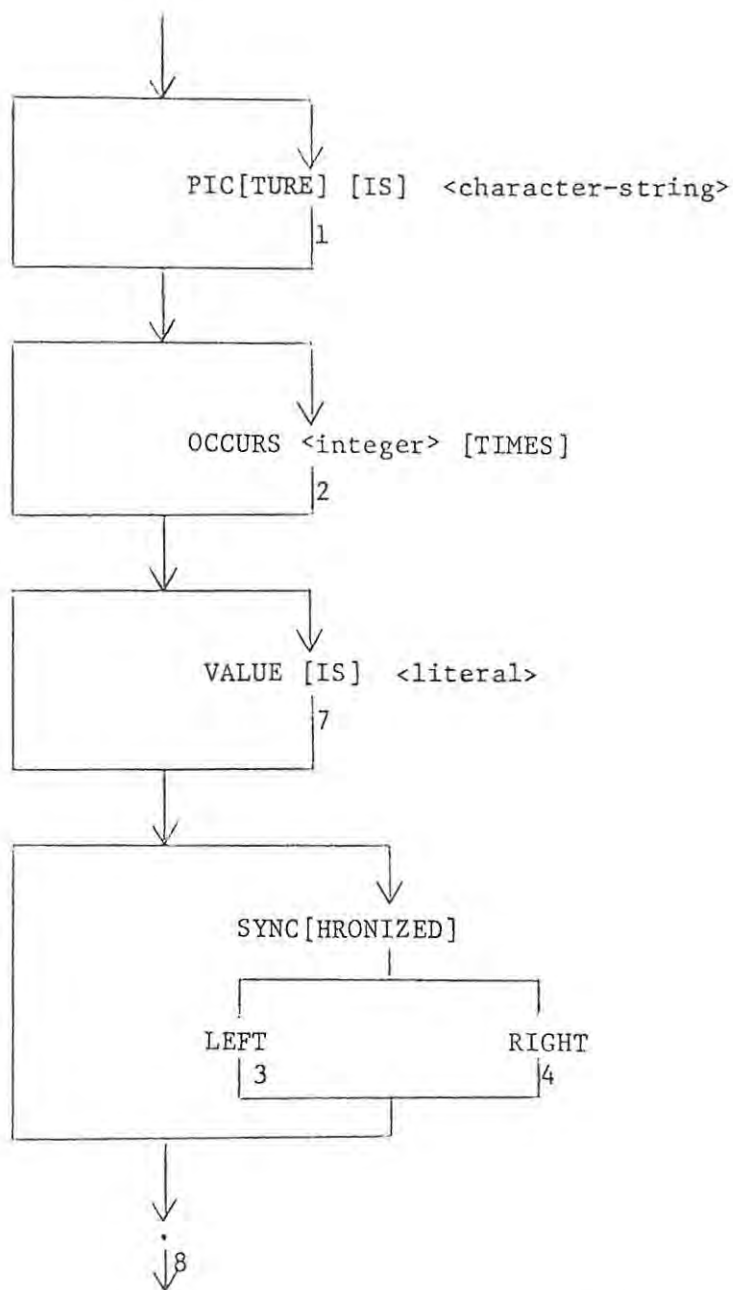 PIC[TURE] [IS] <character-string>
1
OCCURS <integer> [TIMES]
2
VALUE [IS] <literal>
7
SYNC[HRONIZED]
LEFT RIGHT
3 4
.
8